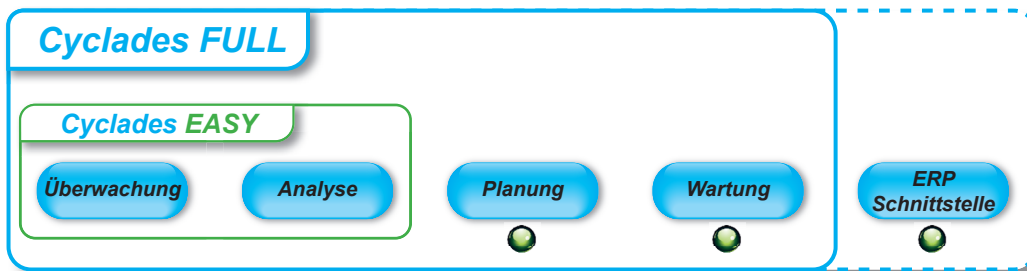 Cyclades FULL
Cyclades EASY
Überwachung
Analyse
Planung
Wartung
ERP
Schnittstelle